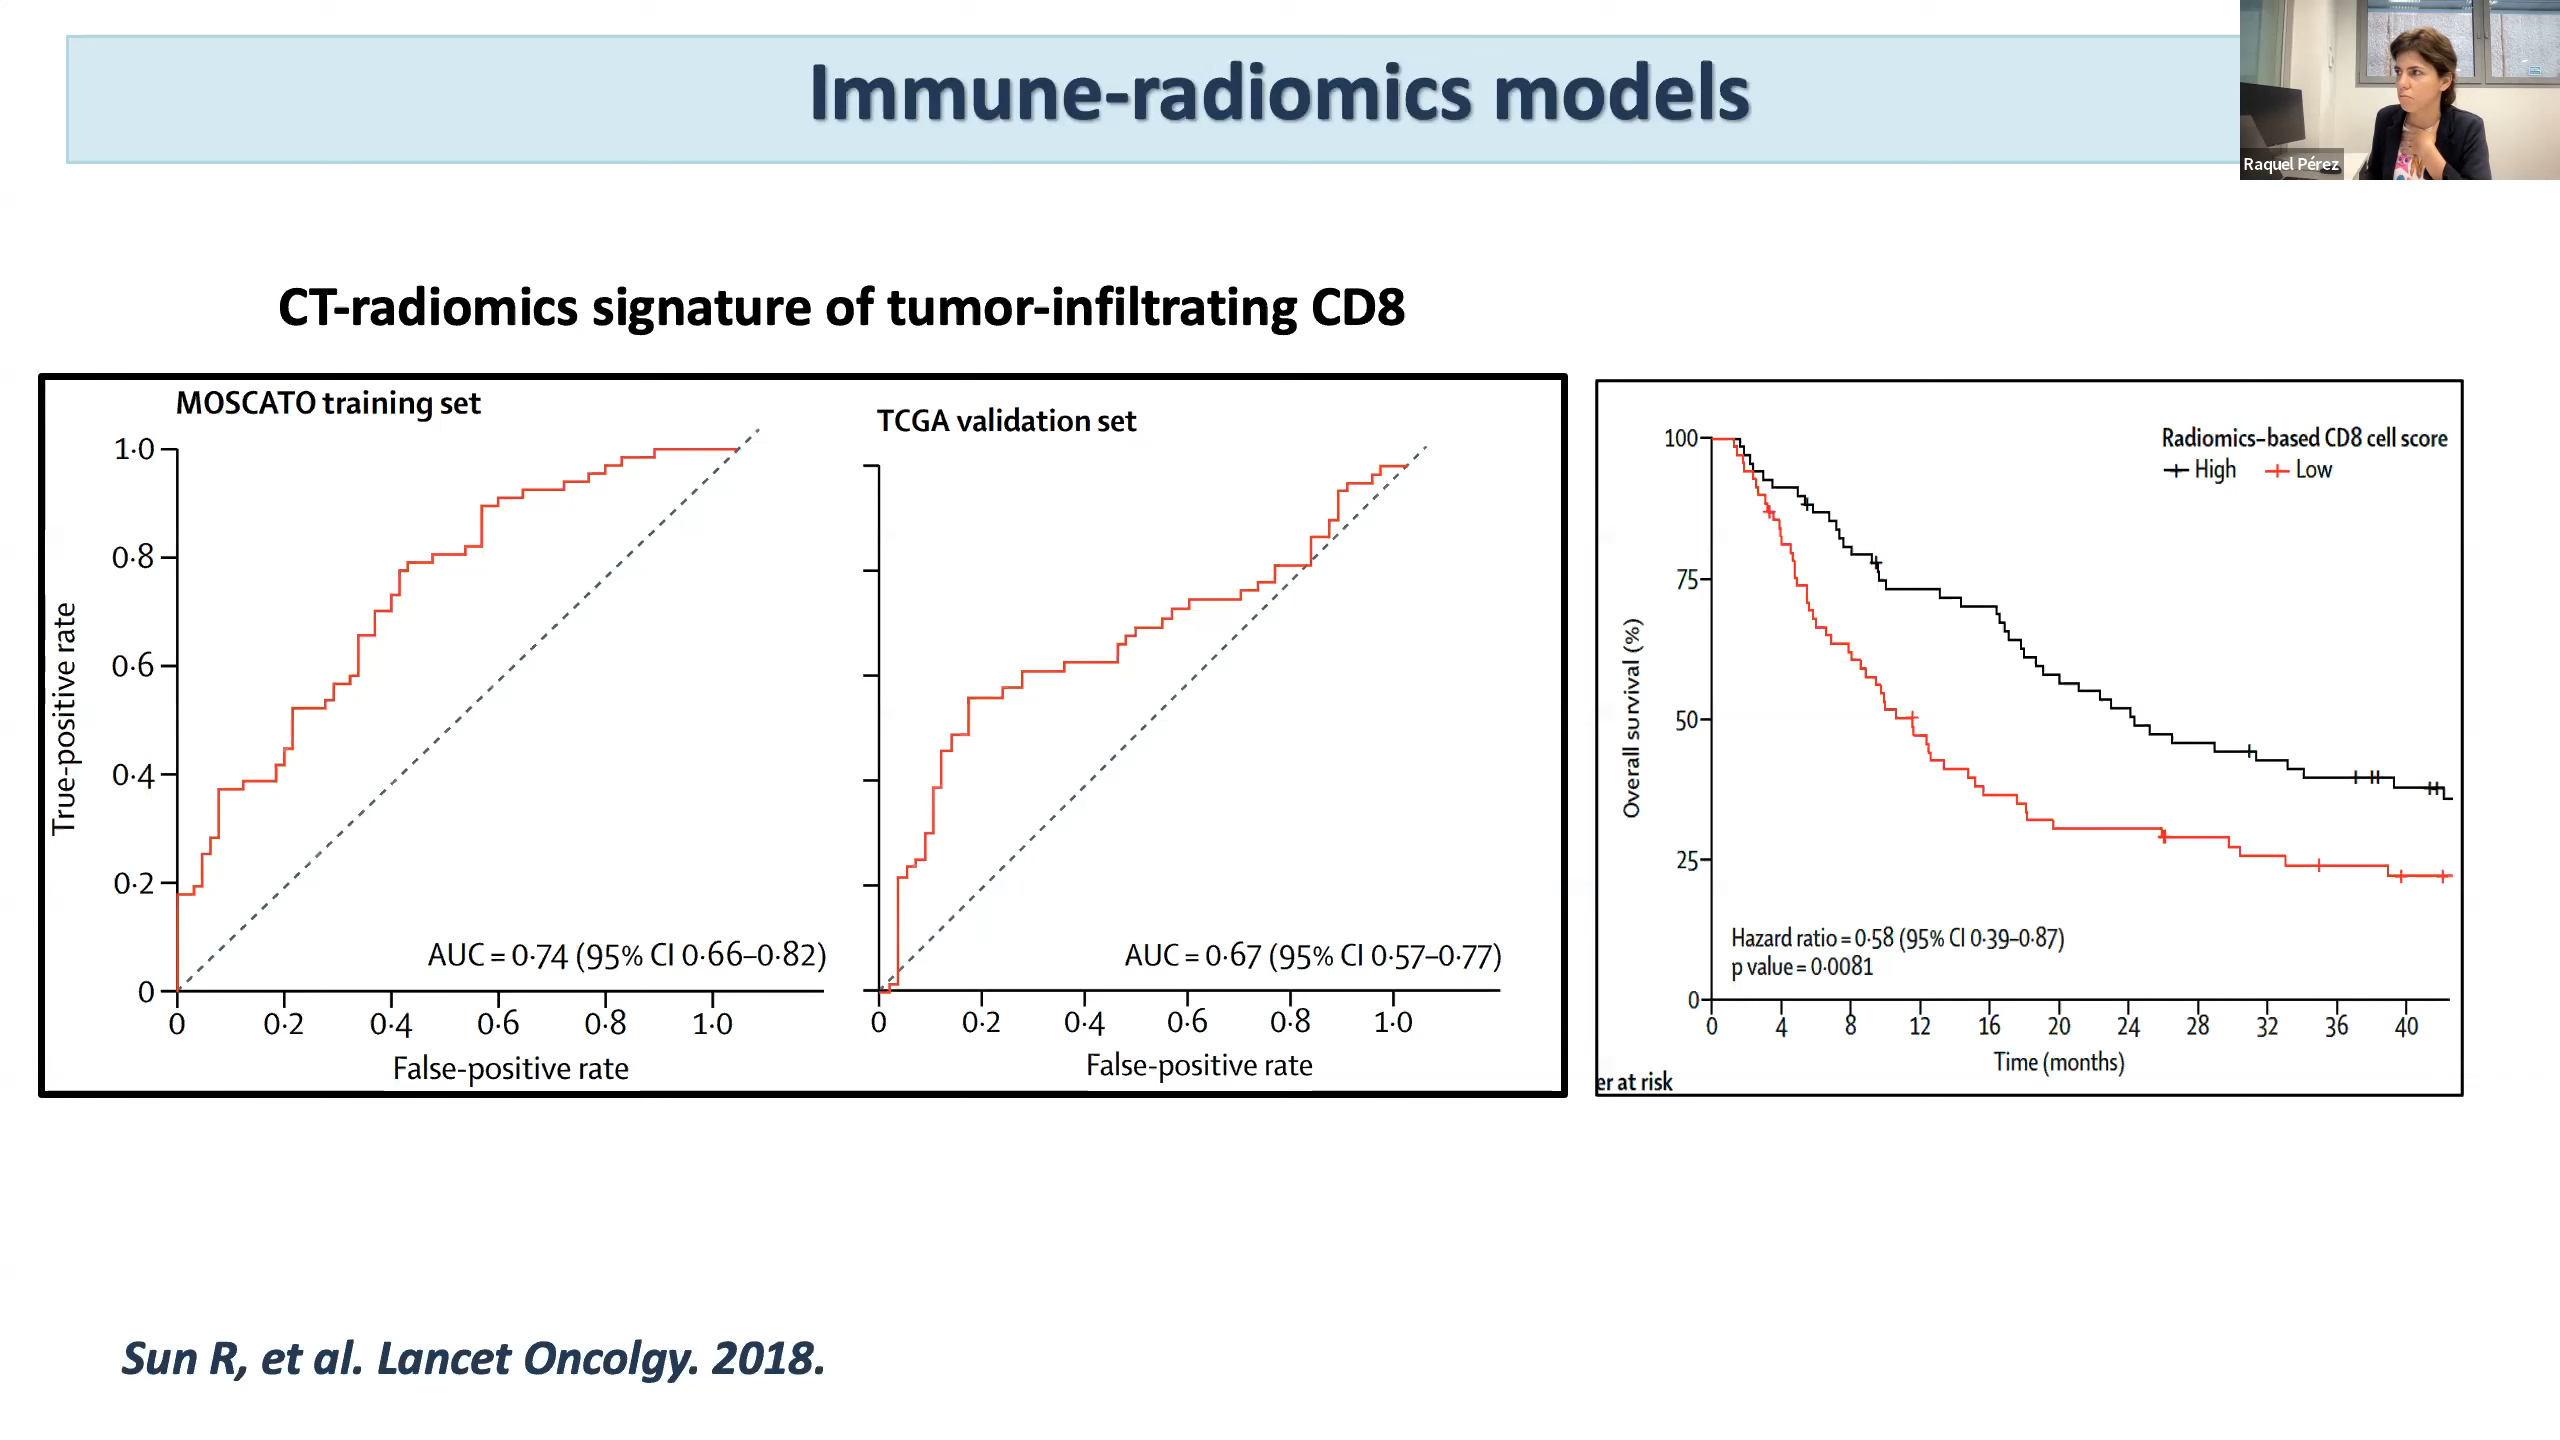 Immune-radiomics models
Raquel Pérez
CT-radiomics signature of tumor-infiltrating CD8
MOSCATO training set
1·0
0·8
0·6
0·4
0·2
0
True-positive rate
0 0·2 0·4 0·6 0·8 1·0
False-positive rate
AUC = 0·74 (95% CI 0·66–0·82)
TCGA validation set
AUC = 0·67 (95% CI 0·57–0·77)
0 0·2 0·4 0·6 0·8 1·0
False-positive rate
Radiomics-based CD8 cell score
High Low
100
75
50
25
0
Overall survival (%)
Hazard ratio = 0·58 (95% CI 0·39–0·87)
p value = 0·0081
0 4 8 12 16 20 24 28 32 36 40
Time (months)
er at risk
Sun R, et al. Lancet Oncolgy. 2018.